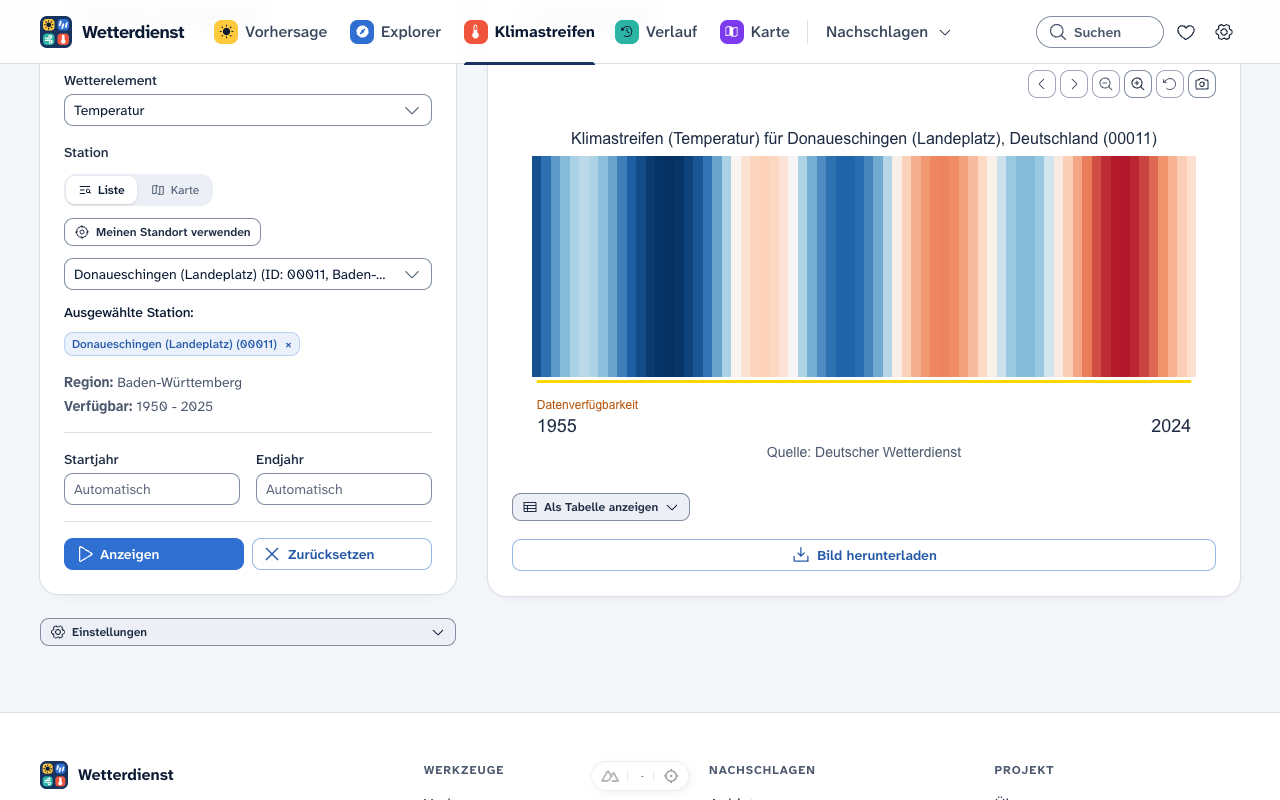 Wetterdienst
Vorhersage
Explorer
Klimastreifen
Verlauf
Karte
Nachschlagen
Suchen
Wetterelement
Temperatur
Station
Liste
Karte
Meinen Standort verwenden
Donaueschingen (Landeplatz) (ID: 00011, Baden-...
Ausgewählte Station:
Donaueschingen (Landeplatz) (00011) ×
Region: Baden-Württemberg
Verfügbar: 1950 - 2025
Startjahr
Endjahr
Automatisch
Automatisch
Anzeigen
Zurücksetzen
Einstellungen
Klimastreifen (Temperatur) für Donaueschingen (Landeplatz), Deutschland (00011)
Datenverfügbarkeit
1955
2024
Quelle: Deutscher Wetterdienst
Als Tabelle anzeigen
Bild herunterladen
Wetterdienst
WERKZEUGE
-
NACHSCHLAGEN
PROJEKT